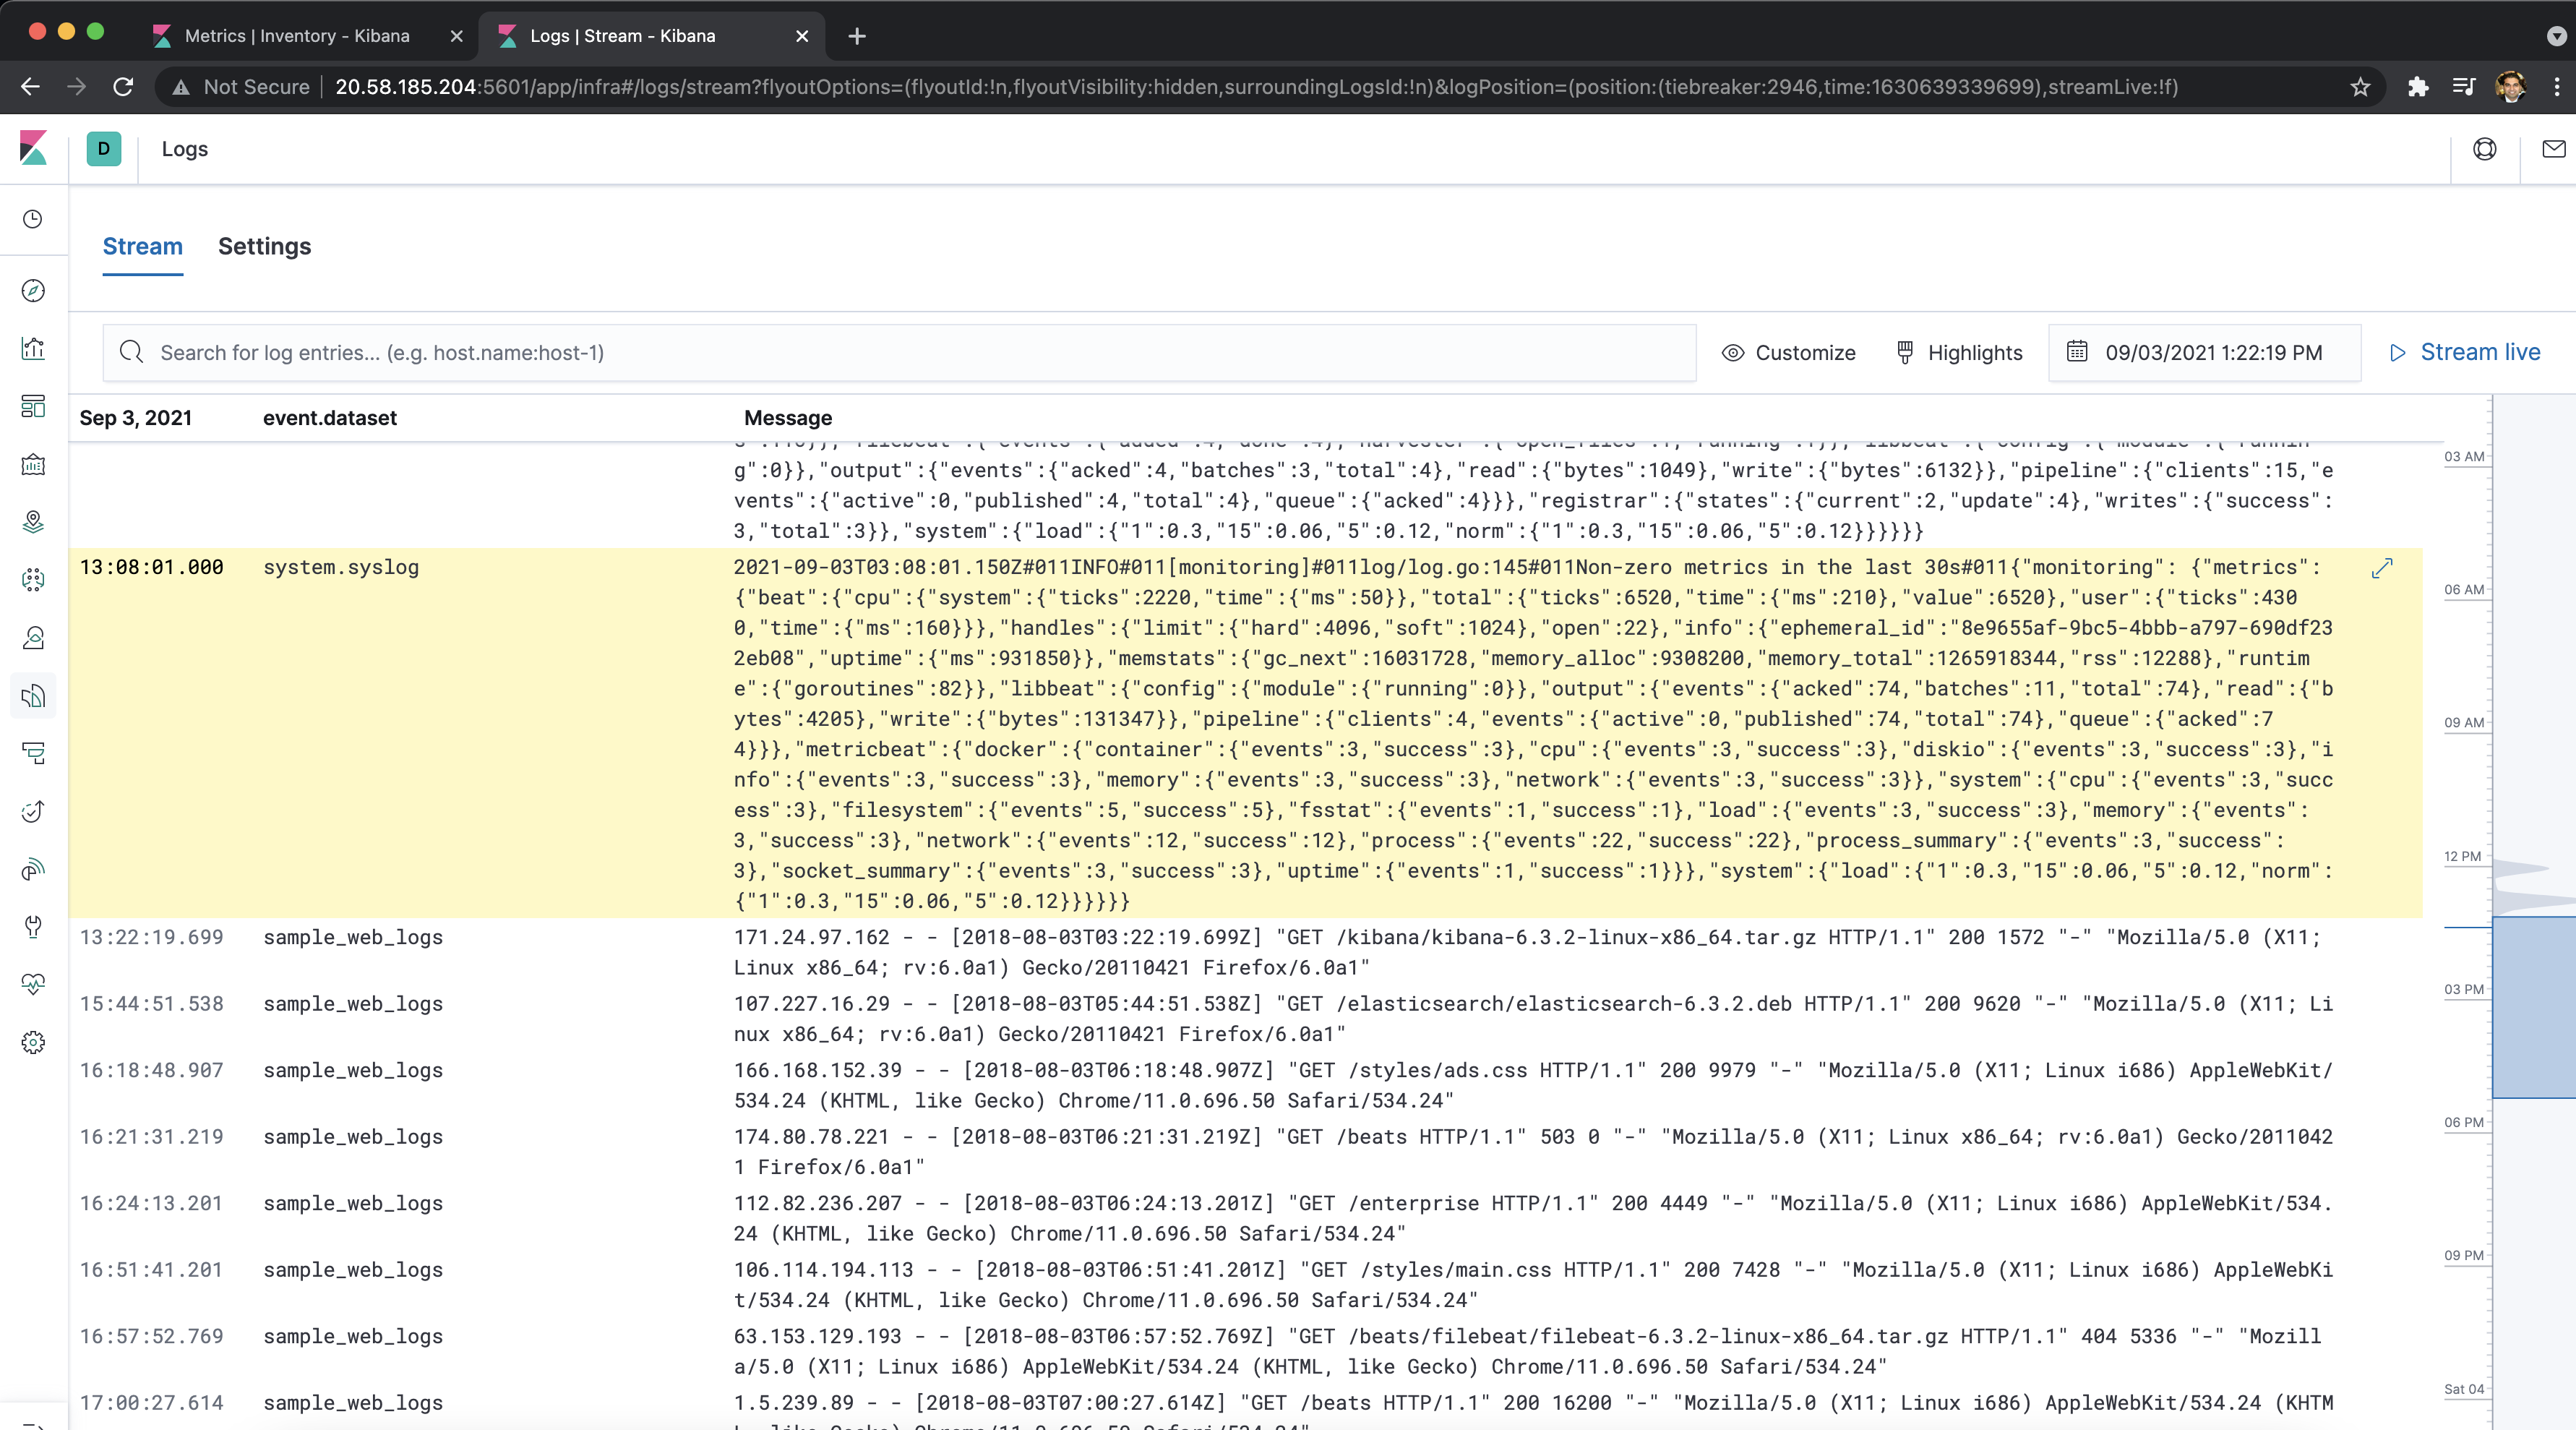 Metrics | Inventory - Kibana
Logs | Stream - Kibana
Not Secure
20.58.185.204:5601/app/infra#/logs/stream?flyoutOptions=(flyoutId:!n,flyoutVisibility:hidden,surroundingLogsId:!n)&logPosition=(position:(tiebreaker:2946,time:1630639339699),streamLive:!f)
D
Logs
Stream
Settings
Search for log entries... (e.g. host.name:host-1)
Customize
Highlights
09/03/2021 1:22:19 PM
Stream live
Sep 3, 2021
event.dataset
Message
g":0}},"output":{"events":{"acked":4,"batches":3,"total":4},"read":{"bytes":1049},"write":{"bytes":6132}},"pipeline":{"clients":15,"e
vents":{"active":0,"published":4,"total":4},"queue":{"acked":4}}},"registrar":{"states":{"current":2,"update":4},"writes":{"success":
3,"total":3}},"system":{"load":{"1":0.3,"15":0.06,"5":0.12,"norm":{"1":0.3,"15":0.06,"5":0.12}}}}}}
13:08:01.000 system.syslog 2021-09-03T03:08:01.150Z#011INFO#011[monitoring]#011log/log.go:145#011Non-zero metrics in the last 30s#011{"monitoring": {"metrics":
{"beat":{"cpu":{"system":{"ticks":2220,"time":{"ms":50}},"total":{"ticks":6520,"time":{"ms":210},"value":6520},"user":{"ticks":430
0,"time":{"ms":160}}},"handles":{"limit":{"hard":4096,"soft":1024},"open":22},"info":{"ephemeral_id":"8e9655af-9bc5-4bbb-a797-690df23
2eb08","uptime":{"ms":931850}},"memstats":{"gc_next":16031728,"memory_alloc":9308200,"memory_total":1265918344,"rss":12288},"runtim
e":{"goroutines":82}},"libbeat":{"config":{"module":{"running":0}},"output":{"events":{"acked":74,"batches":11,"total":74},"read":{"b
ytes":4205},"write":{"bytes":131347}},"pipeline":{"clients":4,"events":{"active":0,"published":74,"total":74},"queue":{"acked":7
4}}},"metricbeat":{"docker":{"container":{"events":3,"success":3},"cpu":{"events":3,"success":3},"diskio":{"events":3,"success":3},"i
nfo":{"events":3,"success":3},"memory":{"events":3,"success":3},"network":{"events":3,"success":3}},"system":{"cpu":{"events":3,"succ
ess":3},"filesystem":{"events":5,"success":5},"fsstat":{"events":1,"success":1},"load":{"events":3,"success":3},"memory":{"events":
3,"success":3},"network":{"events":12,"success":12},"process":{"events":22,"success":22},"process_summary":{"events":3,"success":
3},"socket_summary":{"events":3,"success":3},"uptime":{"events":1,"success":1}}},"system":{"load":{"1":0.3,"15":0.06,"5":0.12,"norm":
{"1":0.3,"15":0.06,"5":0.12}}}}}}
13:22:19.699 sample_web_logs 171.24.97.162 - - [2018-08-03T03:22:19.699Z] "GET /kibana/kibana-6.3.2-linux-x86_64.tar.gz HTTP/1.1" 200 1572 "-" "Mozilla/5.0 (X11;
Linux x86_64; rv:6.0a1) Gecko/20110421 Firefox/6.0a1"
15:44:51.538 sample_web_logs 107.227.16.29 - - [2018-08-03T05:44:51.538Z] "GET /elasticsearch/elasticsearch-6.3.2.deb HTTP/1.1" 200 9620 "-" "Mozilla/5.0 (X11; Li
nux x86_64; rv:6.0a1) Gecko/20110421 Firefox/6.0a1"
16:18:48.907 sample_web_logs 166.168.152.39 - - [2018-08-03T06:18:48.907Z] "GET /styles/ads.css HTTP/1.1" 200 9979 "-" "Mozilla/5.0 (X11; Linux i686) AppleWebKit/
534.24 (KHTML, like Gecko) Chrome/11.0.696.50 Safari/534.24"
16:21:31.219 sample_web_logs 174.80.78.221 - - [2018-08-03T06:21:31.219Z] "GET /beats HTTP/1.1" 503 0 "-" "Mozilla/5.0 (X11; Linux x86_64; rv:6.0a1) Gecko/2011042
1 Firefox/6.0a1"
16:24:13.201 sample_web_logs 112.82.236.207 - - [2018-08-03T06:24:13.201Z] "GET /enterprise HTTP/1.1" 200 4449 "-" "Mozilla/5.0 (X11; Linux i686) AppleWebKit/534.
24 (KHTML, like Gecko) Chrome/11.0.696.50 Safari/534.24"
16:51:41.201 sample_web_logs 106.114.194.113 - - [2018-08-03T06:51:41.201Z] "GET /styles/main.css HTTP/1.1" 200 7428 "-" "Mozilla/5.0 (X11; Linux i686) AppleWebKi
t/534.24 (KHTML, like Gecko) Chrome/11.0.696.50 Safari/534.24"
16:57:52.769 sample_web_logs 63.153.129.193 - - [2018-08-03T06:57:52.769Z] "GET /beats/filebeat/filebeat-6.3.2-linux-x86_64.tar.gz HTTP/1.1" 404 5336 "-" "Mozill
a/5.0 (X11; Linux i686) AppleWebKit/534.24 (KHTML, like Gecko) Chrome/11.0.696.50 Safari/534.24"
17:00:27.614 sample_web_logs 1.5.239.89 - - [2018-08-03T07:00:27.614Z] "GET /beats HTTP/1.1" 200 16200 "-" "Mozilla/5.0 (X11; Linux i686) AppleWebKit/534.24 (KHTM
03 AM
06 AM
09 AM
12 PM
03 PM
06 PM
09 PM
Sat 04